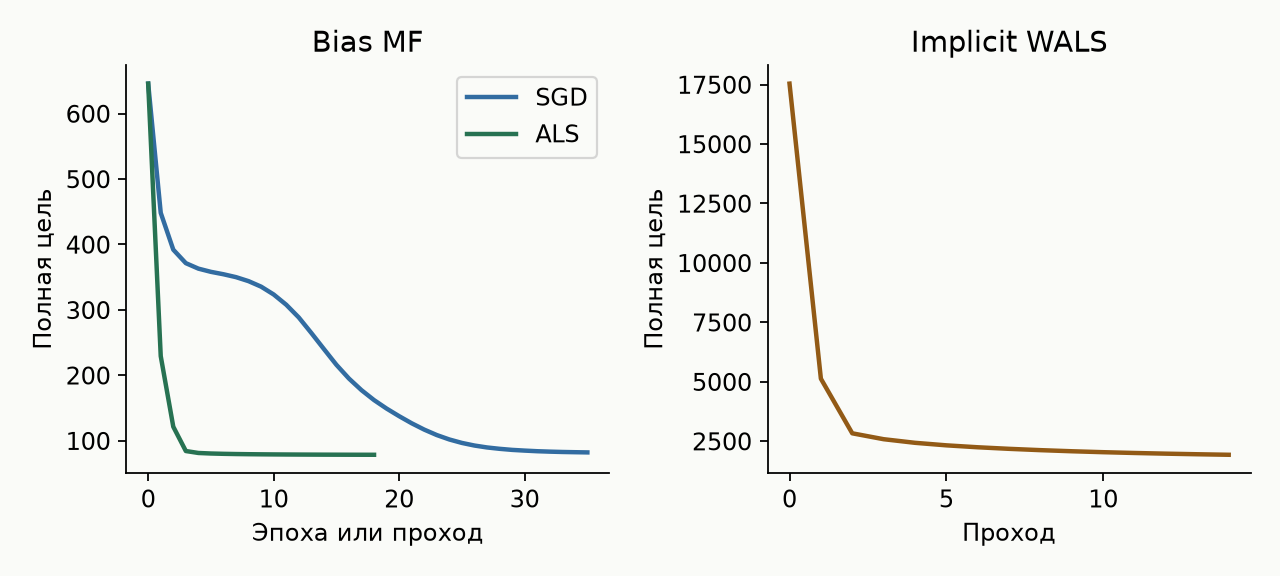 Bias MF
SGD
ALS
600
500
400
300
200
100
Полная цель
0
10
20
30
Эпоха или проход
Implicit WALS
17500
15000
12500
10000
7500
5000
2500
Полная цель
0
5
10
Проход